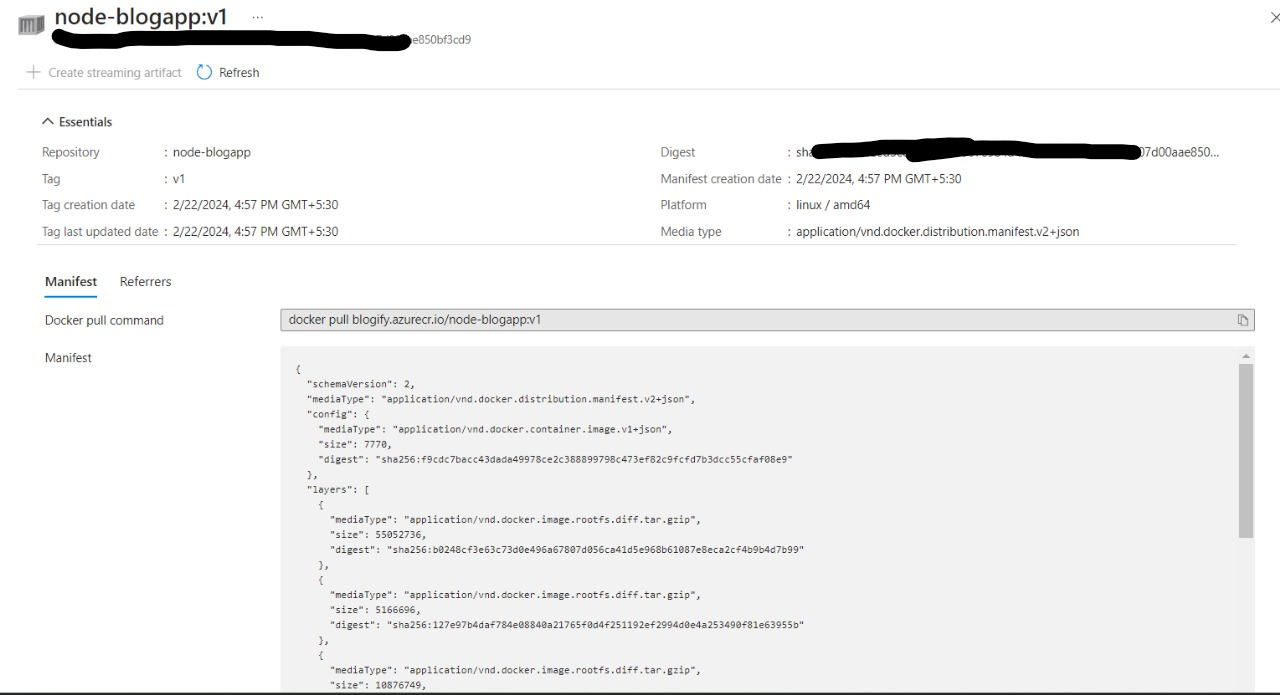 node-blogapp:v1 ...
e850bf3cd9
Create streaming artifact Refresh
Essentials
Repository : node-blogapp
Tag : v1
Tag creation date : 2/22/2024, 4:57 PM GMT+5:30
Tag last updated date : 2/22/2024, 4:57 PM GMT+5:30
Digest : sha 07d00aae850...
Manifest creation date : 2/22/2024, 4:57 PM GMT+5:30
Platform : linux / amd64
Media type : application/vnd.docker.distribution.manifest.v2+json
Manifest Referrers
Docker pull command docker pull blogify.azurecr.io/node-blogapp:v1
Manifest
{
"schemaVersion": 2,
"mediaType": "application/vnd.docker.distribution.manifest.v2+json",
"config": {
"mediaType": "application/vnd.docker.container.image.v1+json",
"size": 7770,
"digest": "sha256:f9cdc7bacc43dada49978ce2c388899798c473ef82c9fcfd7b3dcc55cfaf08e9"
},
"layers": [
{
"mediaType": "application/vnd.docker.image.rootfs.diff.tar.gzip",
"size": 55052736,
"digest": "sha256:b0248cf3e63c73d0e496a67807d056ca41d5e968b61087e8eca2cf4b9b4d7b99"
},
{
"mediaType": "application/vnd.docker.image.rootfs.diff.tar.gzip",
"size": 5166696,
"digest": "sha256:127e97b4daf784e08840a21765f0d4f251192ef2994d0e4a253490f81e63955b"
},
{
"mediaType": "application/vnd.docker.image.rootfs.diff.tar.gzip",
"size": 10876749,